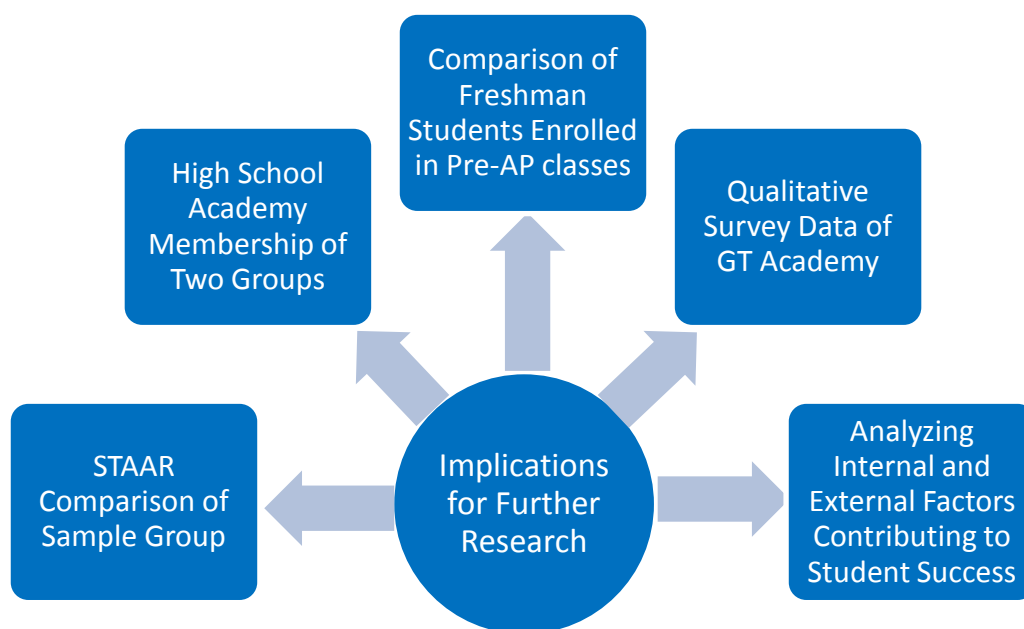 Comparison of
Freshman
Students Enrolled
in Pre-AP classes
High School
Academy
Membership of
Two Groups
Qualitative
Survey Data of
GT Academy
STAAR
Comparison of
Sample Group
Implications
for Further
Research
Analyzing
Internal and
External Factors
Contributing to
Student Success